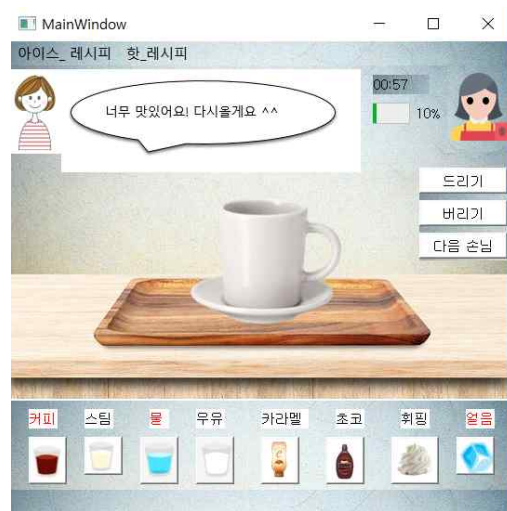 MainWindow
아이스_ 레시피 핫_레시피
너무 맛있어요! 다시올게요 ^^
00:57
10%
드리기
버리기
다음 손님
커피 스팀 물 우유 카라멜 초코 휘핑 얼음